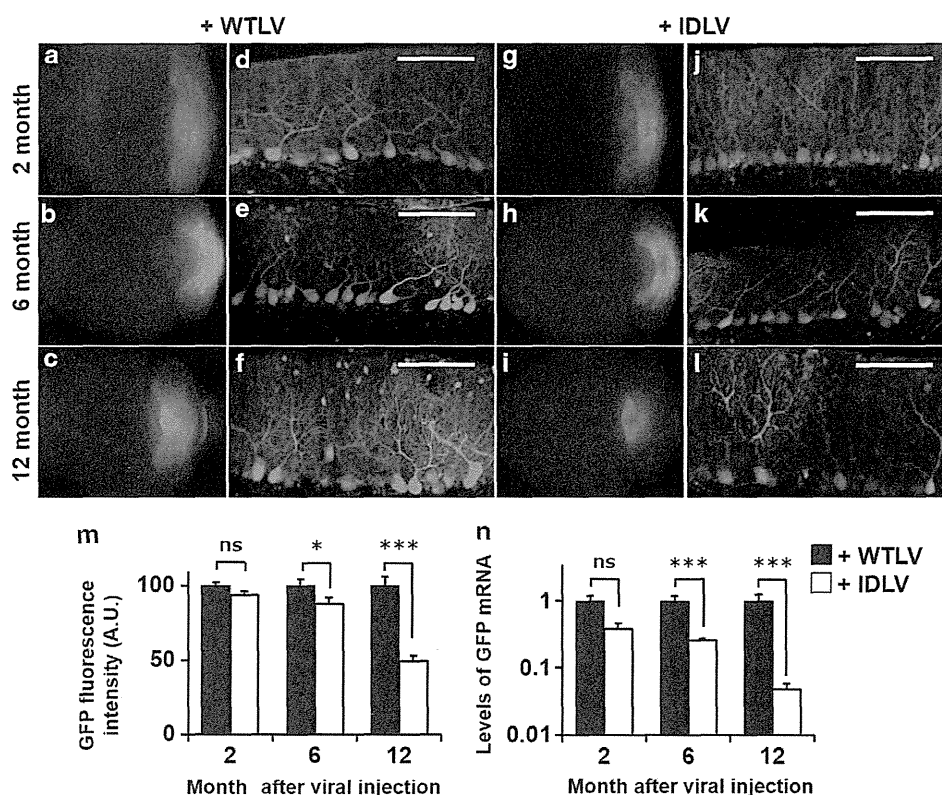 + WTLV
+ IDLV
2 month
6 month
12 month
a
d
g
j
b
e
h
k
c
f
i
l
m
GFP fluorescence
intensity (A.U.)
100
50
0
ns
*
***
2
6
12
Month after viral injection
n
Levels of GFP mRNA
1
0.1
0.01
ns
***
***
+ WTLV
+ IDLV
2
6
12
Month after viral injection